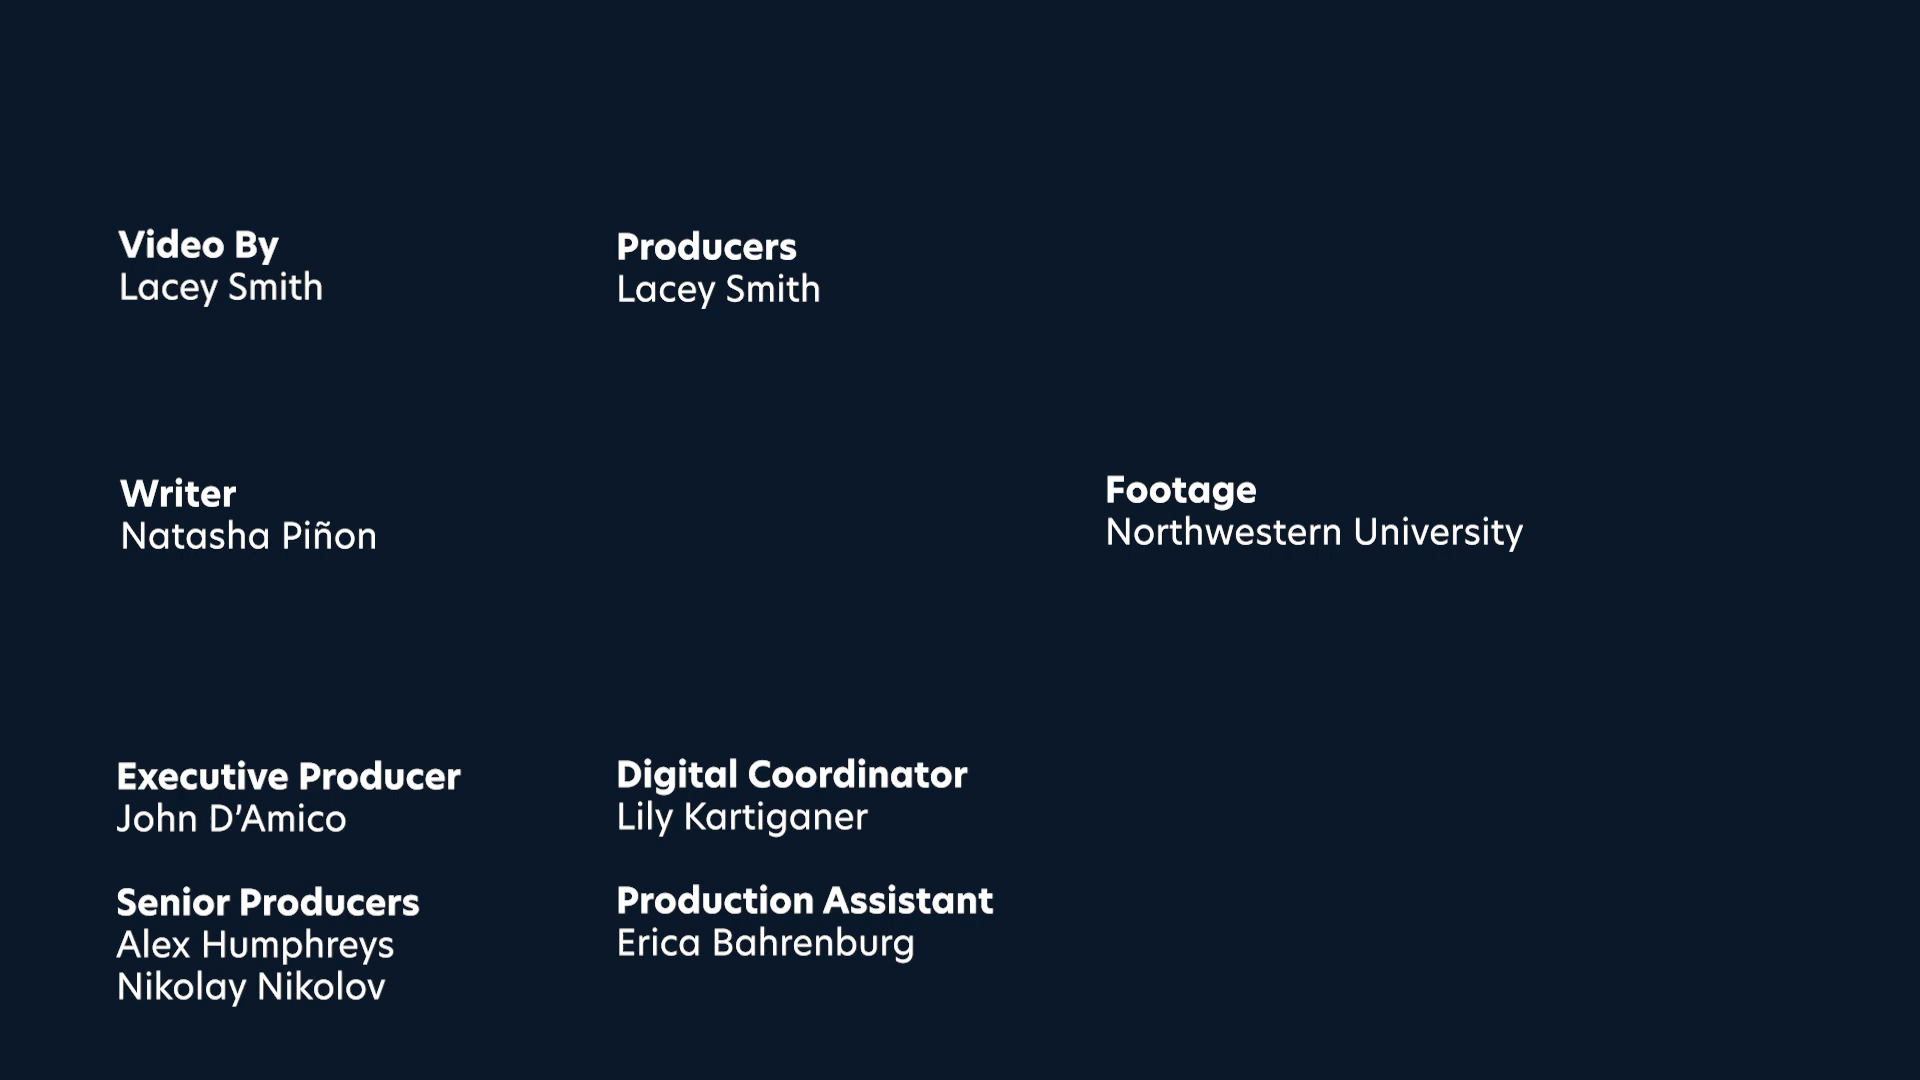 Video By
Lacey Smith
Producers
Lacey Smith
Writer
Natasha Piñon
Footage
Northwestern University
Executive Producer
John D’Amico
Digital Coordinator
Lily Kartiganer
Senior Producers
Alex Humphreys
Nikolay Nikolov
Production Assistant
Erica Bahrenburg